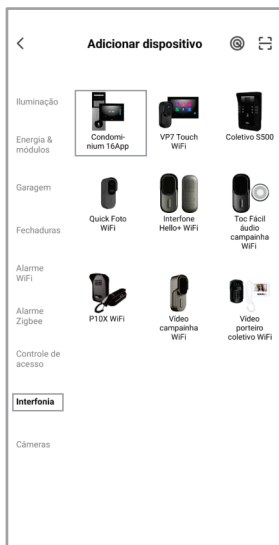 Adicionar dispositivo
Iluminação
Energia &
módulos
Garagem
Fechaduras
Alarme
WiFi
Alarme
Zigbee
Controle de
acesso
Interfonia
Câmeras
Condomi-
nium 16App
VP7 Touch
WiFi
Coletivo S500
Quick Foto
WiFi
Interfone
Hello+ WiFi
Toc Fácil
áudio
campainha
WiFi
P10X WiFi
Vídeo
campainha
WiFi
Vídeo
porteiro
coletivo WiFi